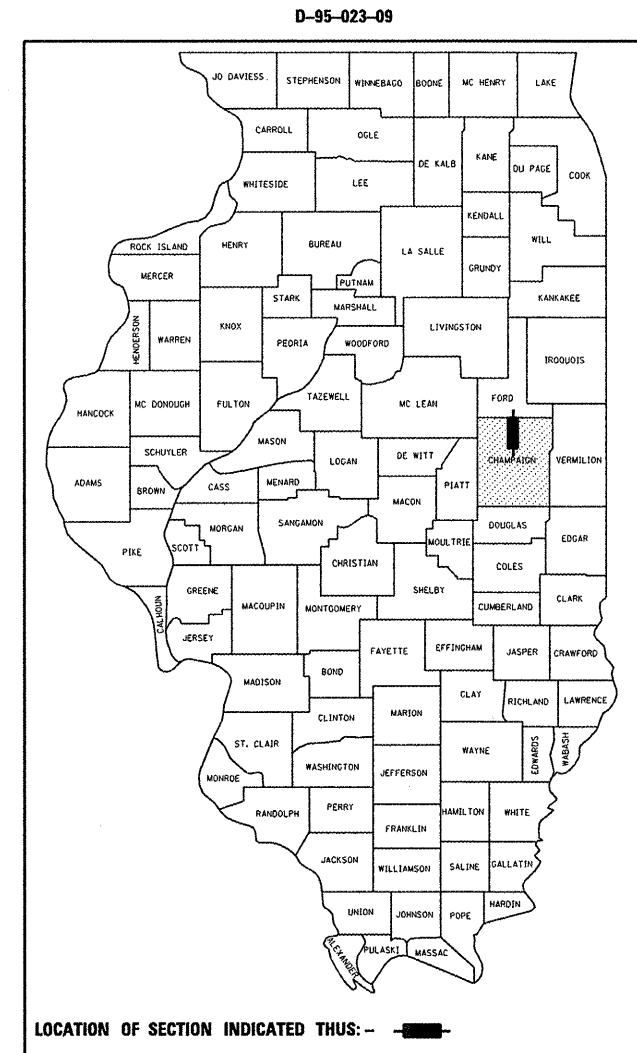 D-95-023-09
JO DAVIESS.
STEPHENSON
WINNEBAGO
BOONE
MC HENRY
LAKE
CARROLL
OGLE
DE KALB
KANE
DU PAGE
COOK
WHITESIDE
LEE
KENDALL
WILL
ROCK ISLAND
HENRY
BUREAU
LA SALLE
GRUNDY
MERCER
PUTNAM
STARK
MARSHALL
KANKAKEE
HENDERSON
WARREN
KNOX
PEORIA
WOODFORD
LIVINGSTON
IROQUOIS
HANCOCK
MC DONOUGH
FULTON
TAZEWELL
MC LEAN
FORD
MASON
SCHUYLER
LOGAN
DE WITT
CHAMPAIGN
VERMILION
ADAMS
BROWN
CASS
MENARD
MACON
PIATT
MORGAN
SANGAMON
DOUGLAS
PIKE
SCOTT
CHRISTIAN
MOULTRIE
EDGAR
COLES
CALHOUN
GREENE
MACOUPIN
MONTGOMERY
SHELBY
CUMBERLAND
CLARK
JERSEY
FAYETTE
EFFINGHAM
JASPER
CRAWFORD
MADISON
BOND
CLAY
RICHLAND
LAWRENCE
CLINTON
MARION
ST. CLAIR
WAYNE
EDWARDS
WABASH
MONROE
WASHINGTON
JEFFERSON
RANDOLPH
PERRY
HAMILTON
WHITE
FRANKLIN
JACKSON
WILLIAMSON
SALINE
GALLATIN
UNION
JOHNSON
POPE
HARDIN
ALEXANDER
PULASKI
MASSAC
LOCATION OF SECTION INDICATED THUS: -